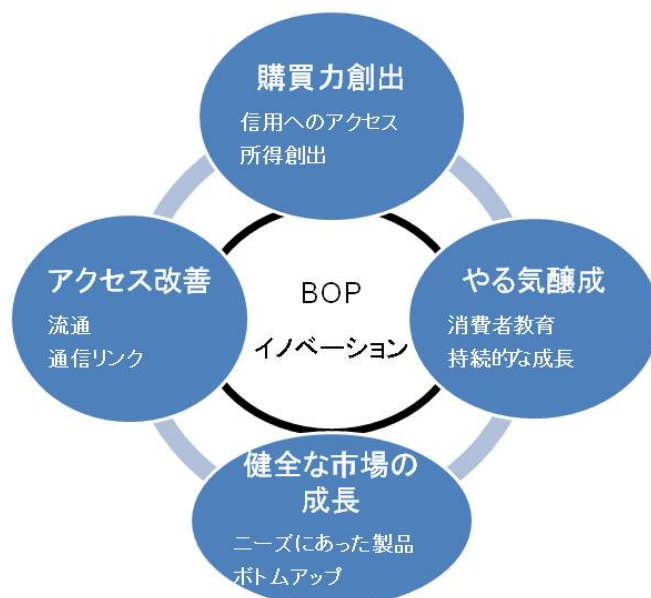 購買力創出
信用へのアクセス
所得創出
アクセス改善
流通
通信リンク
BOP
イノベーション
やる気醸成
消費者教育
持続的な成長
健全な市場の
成長
ニーズにあった製品
ボトムアップ